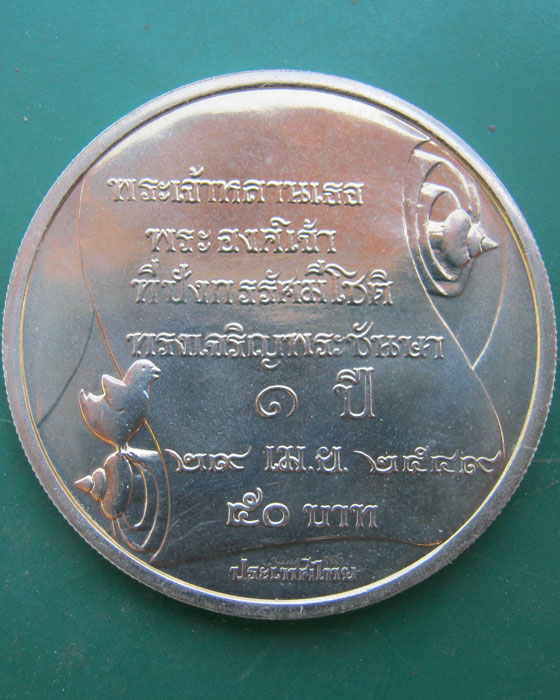 พระเจ้าหลานเธอ
พระองค์เจ้า
ทีปังกรรัศมีโชติ
ทรงเจริญพระชันษา
๑ ปี
๒๙ เม.ย. ๒๕๔๙
๕๐ บาท
ประเทศไทย